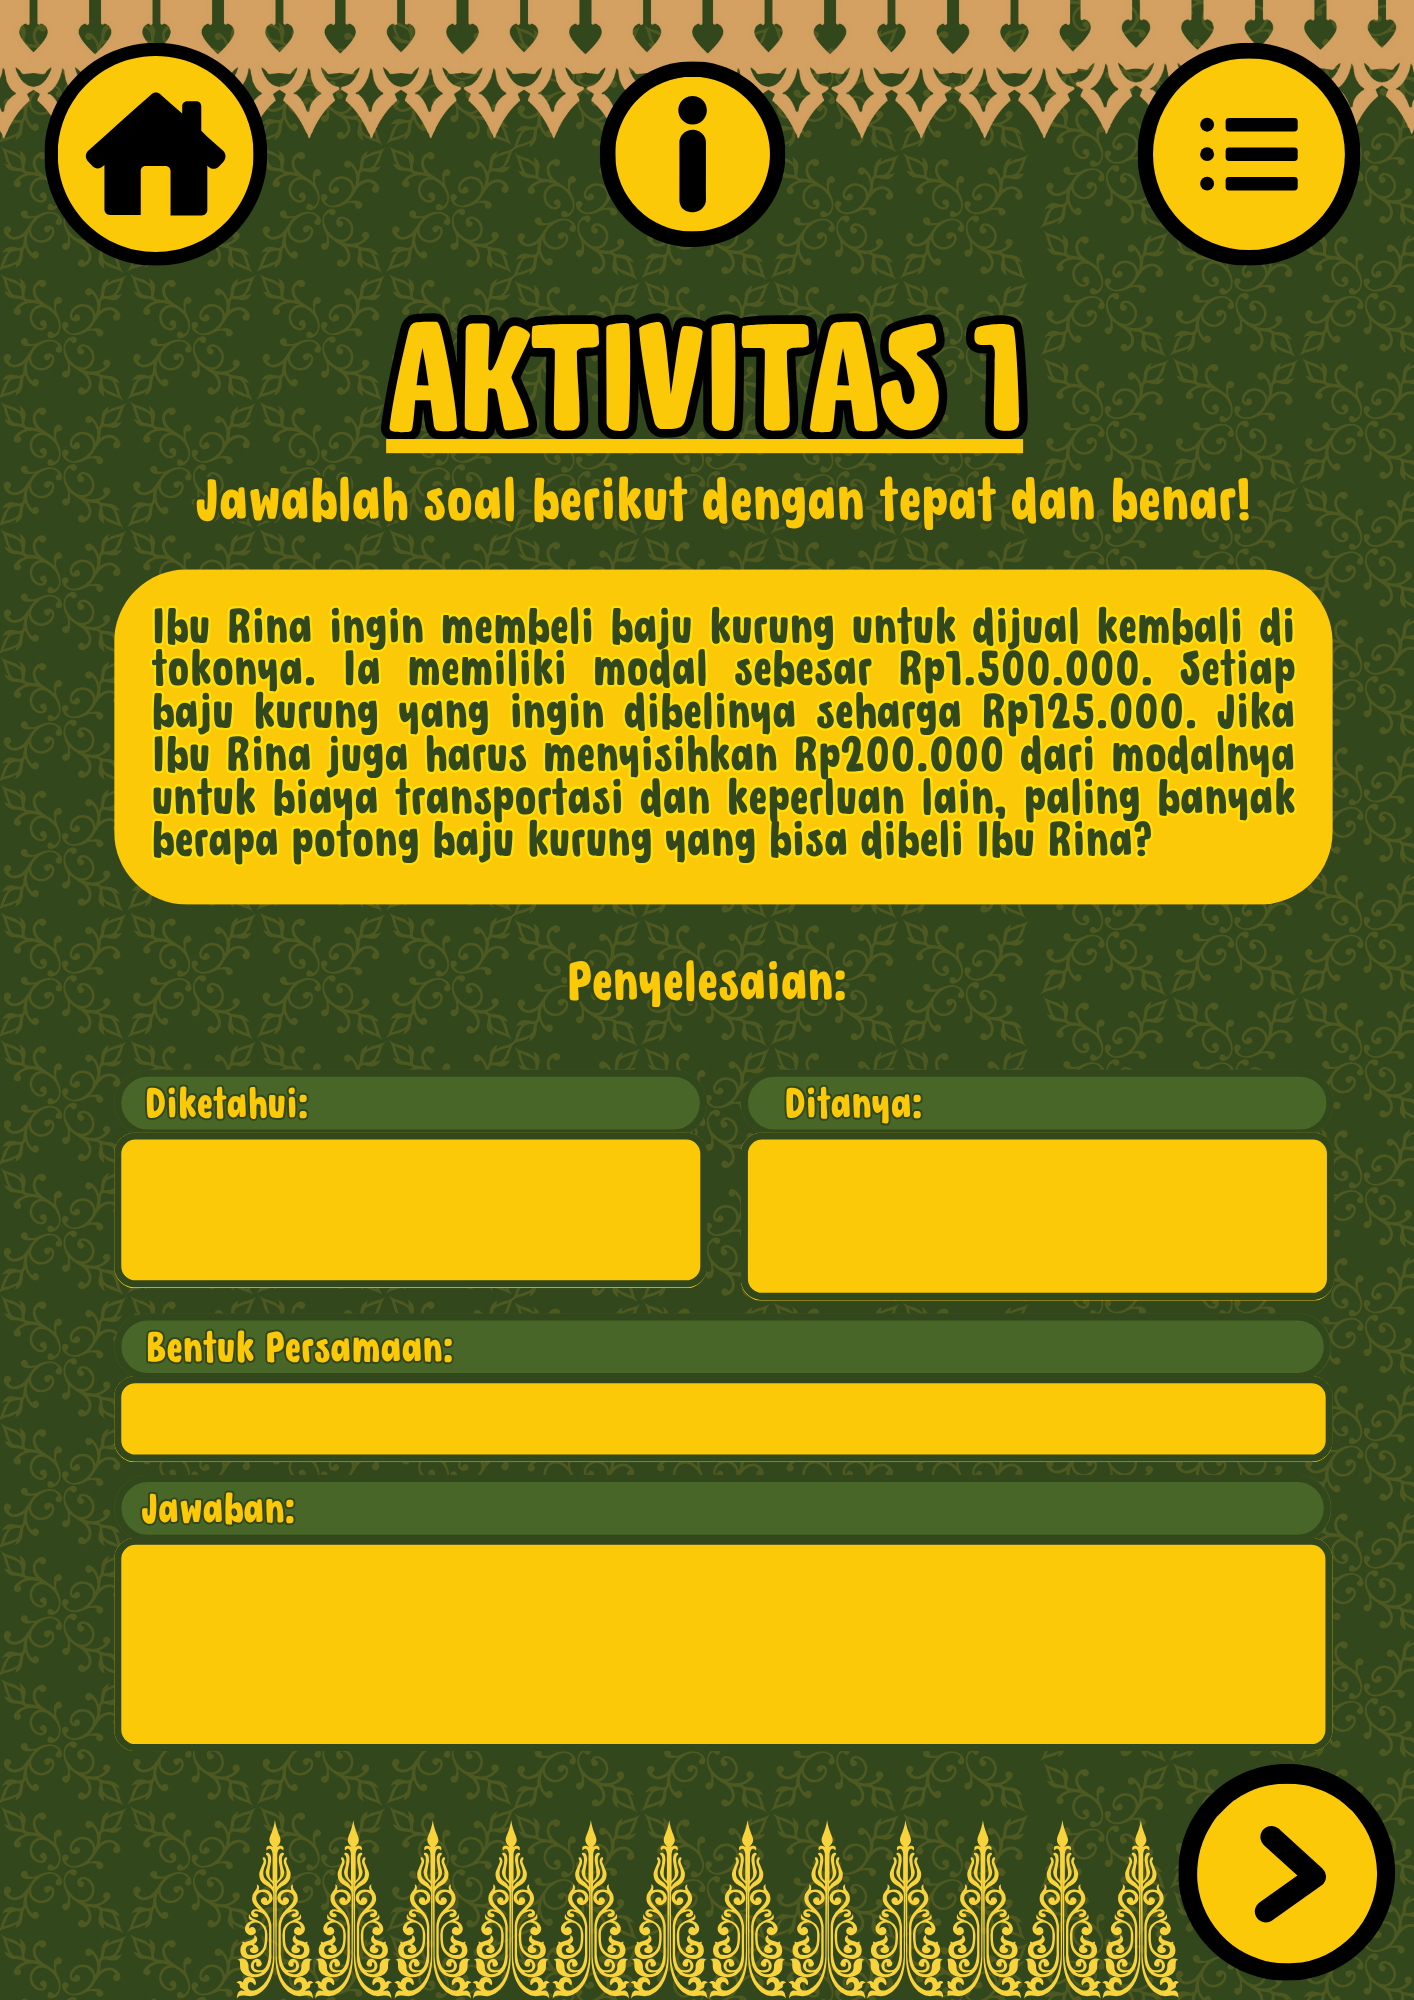 AKTIVITAS 1
Jawablah soal berikut dengan tepat dan benar!
Ibu Rina ingin membeli baju kurung untuk dijual kembali di
tokonya. Ia memiliki modal sebesar Rp1.500.000. Setiap
baju kurung yang ingin dibelinya seharga Rp125.000. Jika
Ibu Rina juga harus menyisihkan Rp200.000 dari modalnya
untuk biaya transportasi dan keperluan lain, paling banyak
berapa potong baju kurung yang bisa dibeli Ibu Rina?
Penyelesaian:
Diketahui:
Ditanya:
Bentuk Persamaan:
Jawaban: